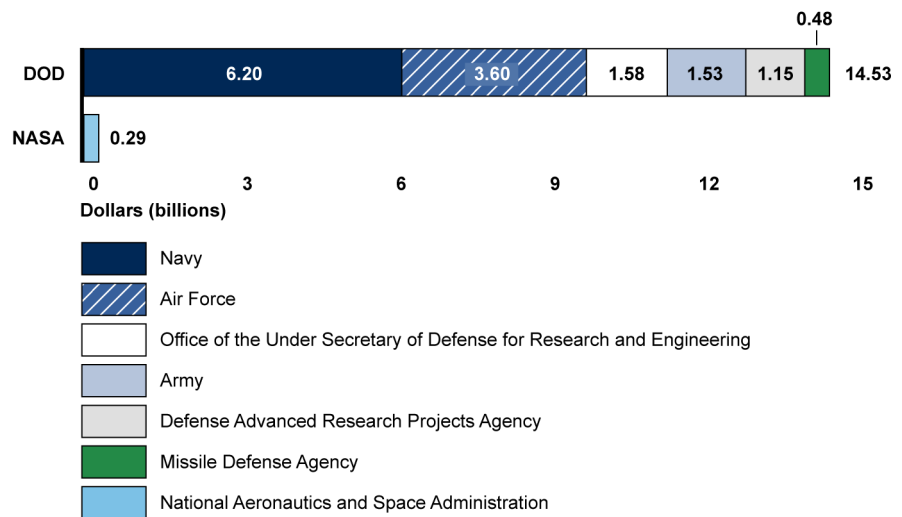 0.48
DOD 6.20 3.60 1.58 1.53 1.15 14.53
NASA 0.29
0 3 6 9 12 15
Dollars (billions)
Navy
Air Force
Office of the Under Secretary of Defense for Research and Engineering
Army
Defense Advanced Research Projects Agency
Missile Defense Agency
National Aeronautics and Space Administration